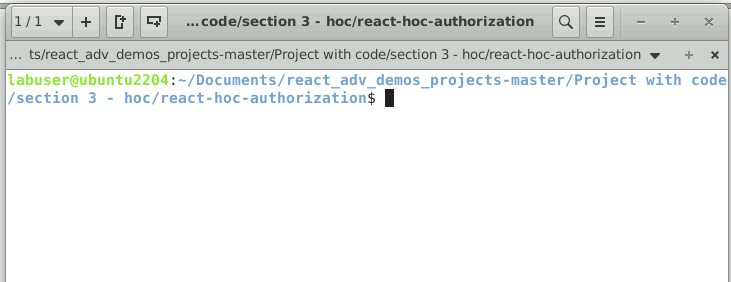 1 / 1 ...code/section 3 - hoc/react-hoc-authorization
... ts/react_adv_demos_projects-master/Project with code/section 3 - hoc/react-hoc-authorization
labuser@ubuntu2204:~/Documents/react_adv_demos_projects-master/Project with code
/section 3 - hoc/react-hoc-authorization$